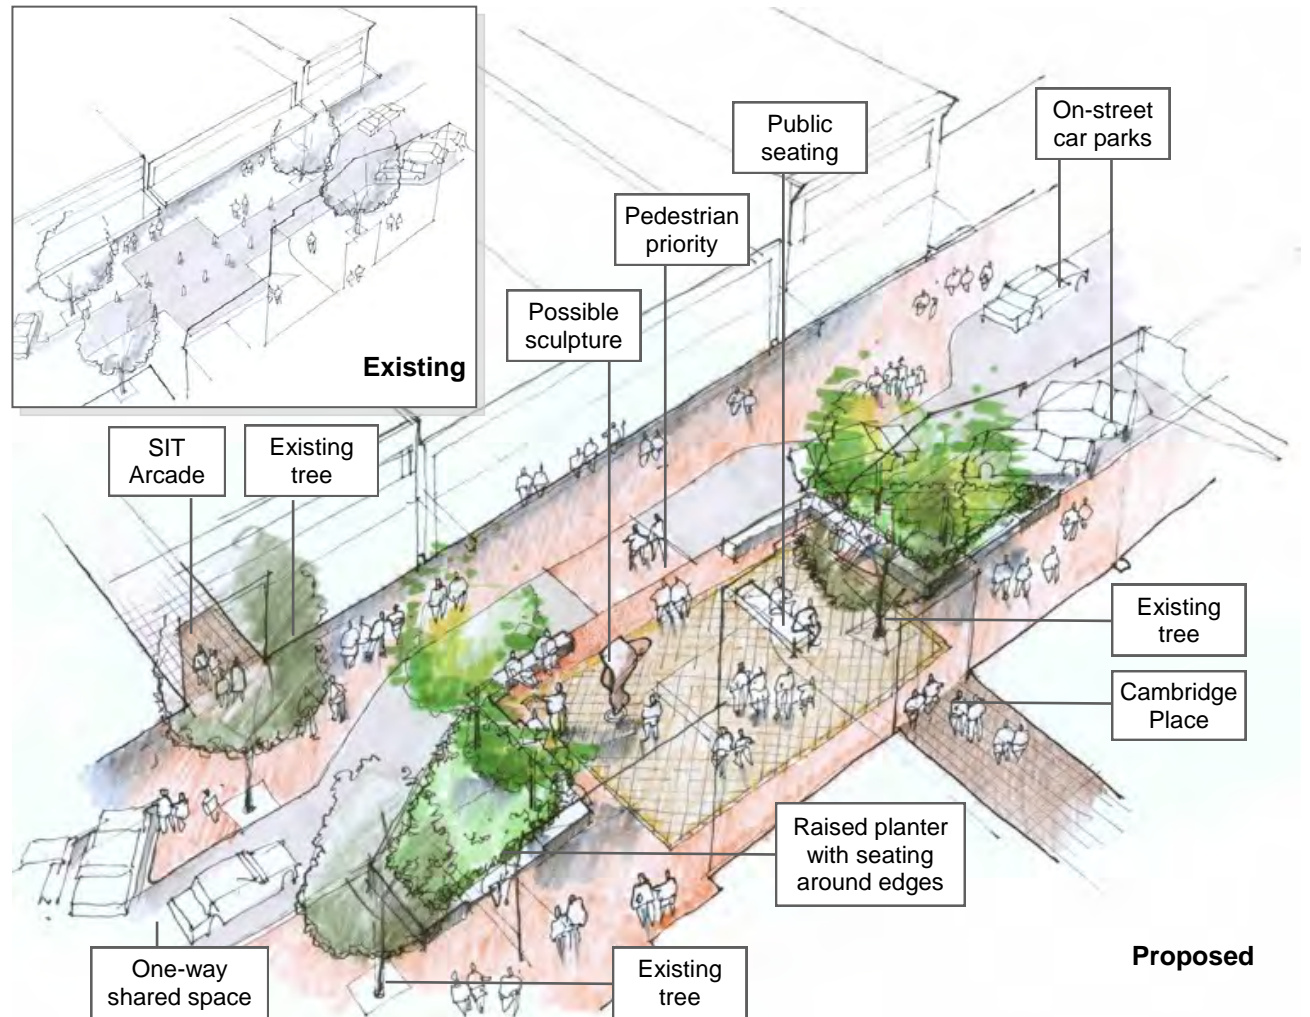 Existing
Public
seating
On-street
car parks
Pedestrian
priority
Possible
sculpture
SIT
Arcade
Existing
tree
Existing
tree
Cambridge
Place
Raised planter
with seating
around edges
One-way
shared space
Existing
tree
Proposed